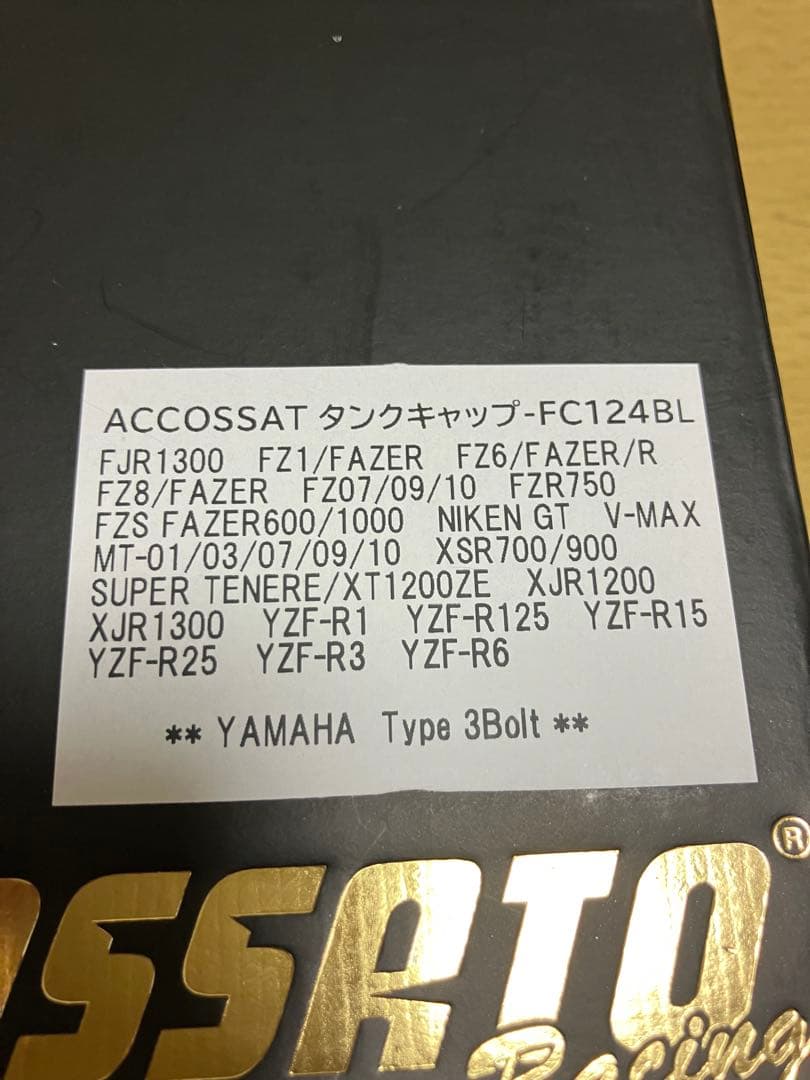 ACCOSSAT タンクキャップ-FC124BL
FJR1300 FZ1/FAZER FZ6/FAZER/R
FZ8/FAZER FZ07/09/10 FZR750
FZS FAZER600/1000 NIKEN GT V-MAX
MT-01/03/07/09/10 XSR700/900
SUPER TENERE/XT1200ZE XJR1200
XJR1300 YZF-R1 YZF-R125 YZF-R15
YZF-R25 YZF-R3 YZF-R6
** YAMAHA Type 3Bolt **
OSSATO®
Racing